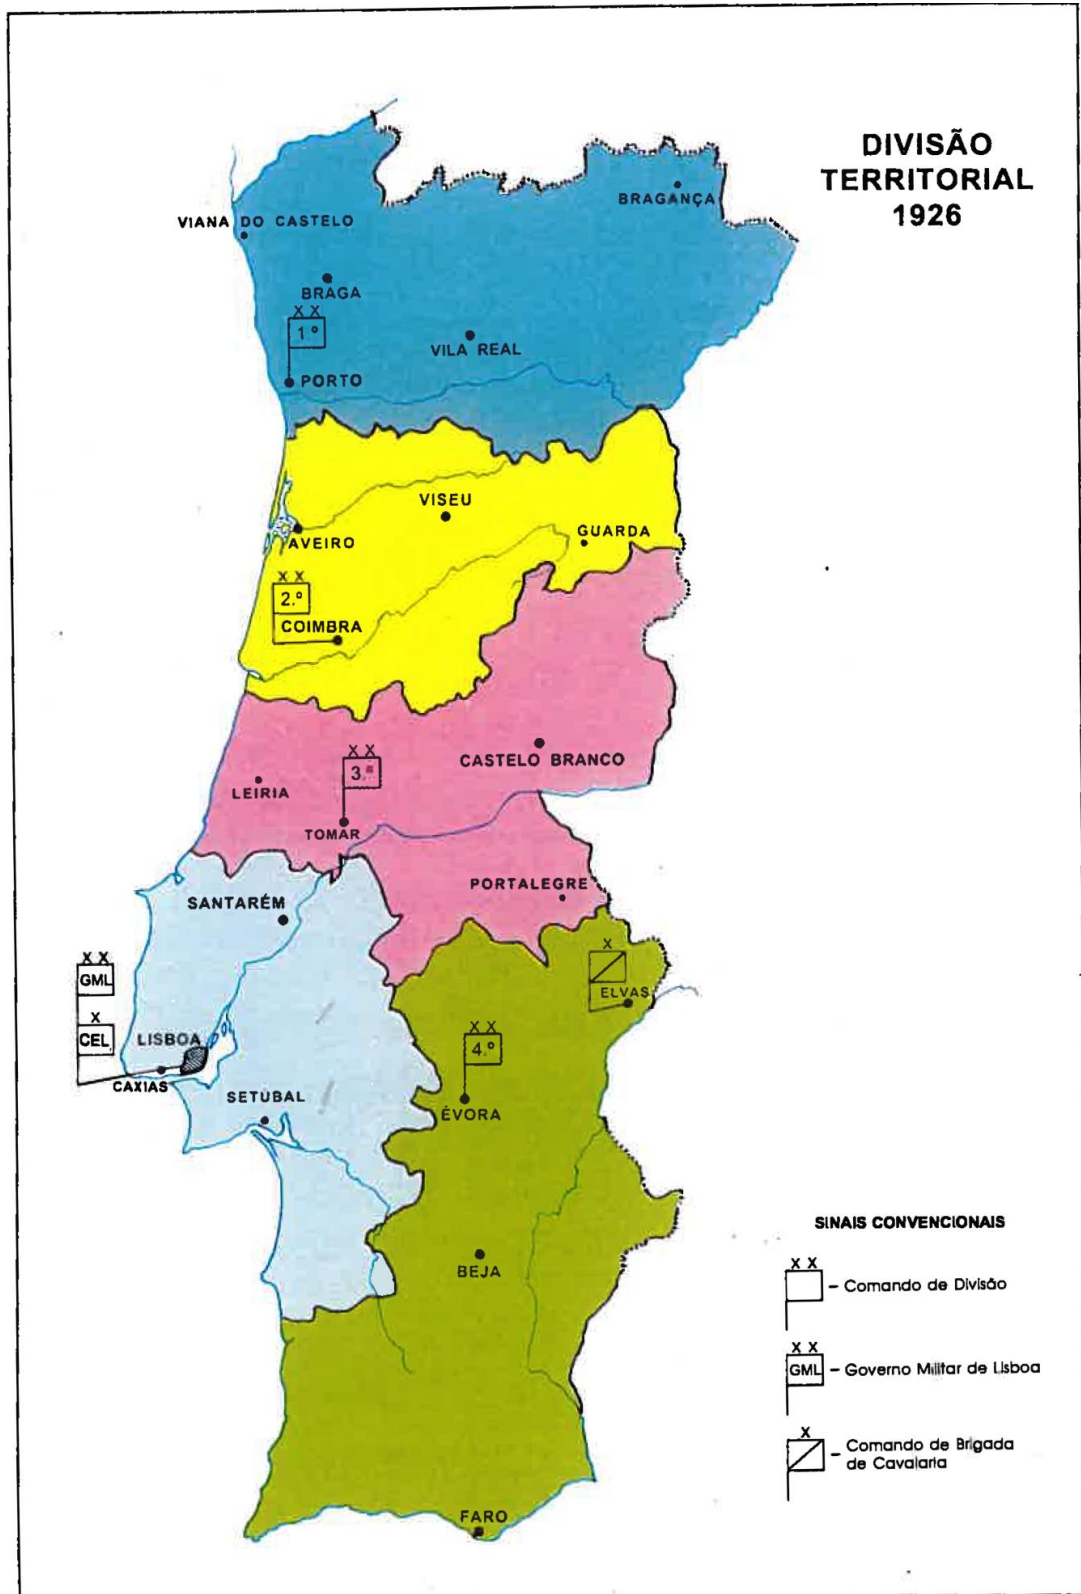 DIVISÃO
TERRITORIAL
1926
BRAGANÇA
VIANA DO CASTELO
BRAGA
X X
1º
VILA REAL
PORTO
VISEU
GUARDA
AVEIRO
X X
2.º
COIMBRA
X X
3.º
CASTELO BRANCO
LEIRIA
TOMAR
PORTALEGRE
SANTARÉM
X X
GML
X
CEL
LISBOA
CAXIAS
SETÚBAL
X
ELVAS
X X
4.º
ÉVORA
BEJA
FARO
SINAIS CONVENCIONAIS
X X
– Comando de Divisão
X X
GML – Governo Militar de Lisboa
X
– Comando de Brigada
de Cavalaria